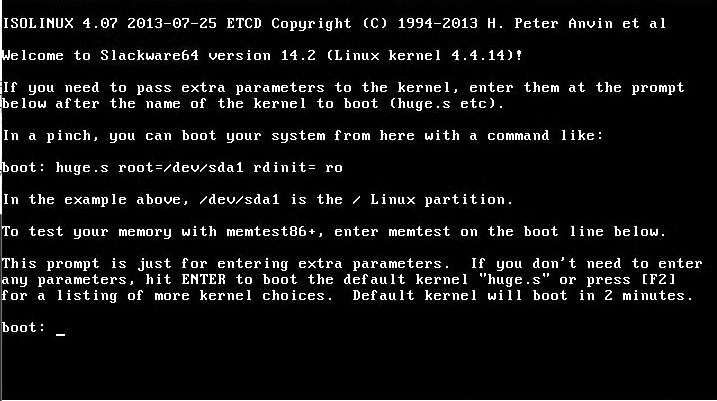 ISOLINUX 4.07 2013-07-25 ETCD Copyright (C) 1994-2013 H. Peter Anvin et al
Welcome to Slackware64 version 14.2 (Linux kernel 4.4.14)!
If you need to pass extra parameters to the kernel, enter them at the prompt
below after the name of the kernel to boot (huge.s etc).
In a pinch, you can boot your system from here with a command like:
boot: huge.s root=/dev/sda1 rdinit= ro
In the example above, /dev/sda1 is the / Linux partition.
To test your memory with memtest86+, enter memtest on the boot line below.
This prompt is just for entering extra parameters.  If you don't need to enter
any parameters, hit ENTER to boot the default kernel "huge.s" or press [F2]
for a listing of more kernel choices.  Default kernel will boot in 2 minutes.
boot: _